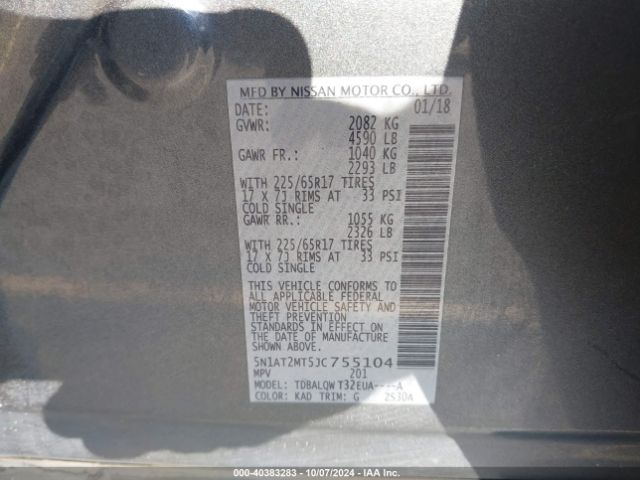 MFD BY NISSAN MOTOR CO., LTD.
DATE: 01/18
GVWR: 2082 KG
4590 LB
GAWR FR.: 1040 KG
2293 LB
WITH 225/65R17 TIRES
17 X 7J RIMS AT 33 PSI
COLD SINGLE
GAWR RR.: 1055 KG
2326 LB
WITH 225/65R17 TIRES
17 X 7J RIMS AT 33 PSI
COLD SINGLE
THIS VEHICLE CONFORMS TO
ALL APPLICABLE FEDERAL
MOTOR VEHICLE SAFETY AND
THEFT PREVENTION
STANDARDS IN EFFECT ON
THE DATE OF MANUFACTURE
SHOWN ABOVE.
5N1AT2MT5JC755104
MPV 201
MODEL: TDBALQW T32EUA----A
COLOR: KAD TRIM: G 2S30A
000-40383283 - 10/07/2024 - IAA Inc.